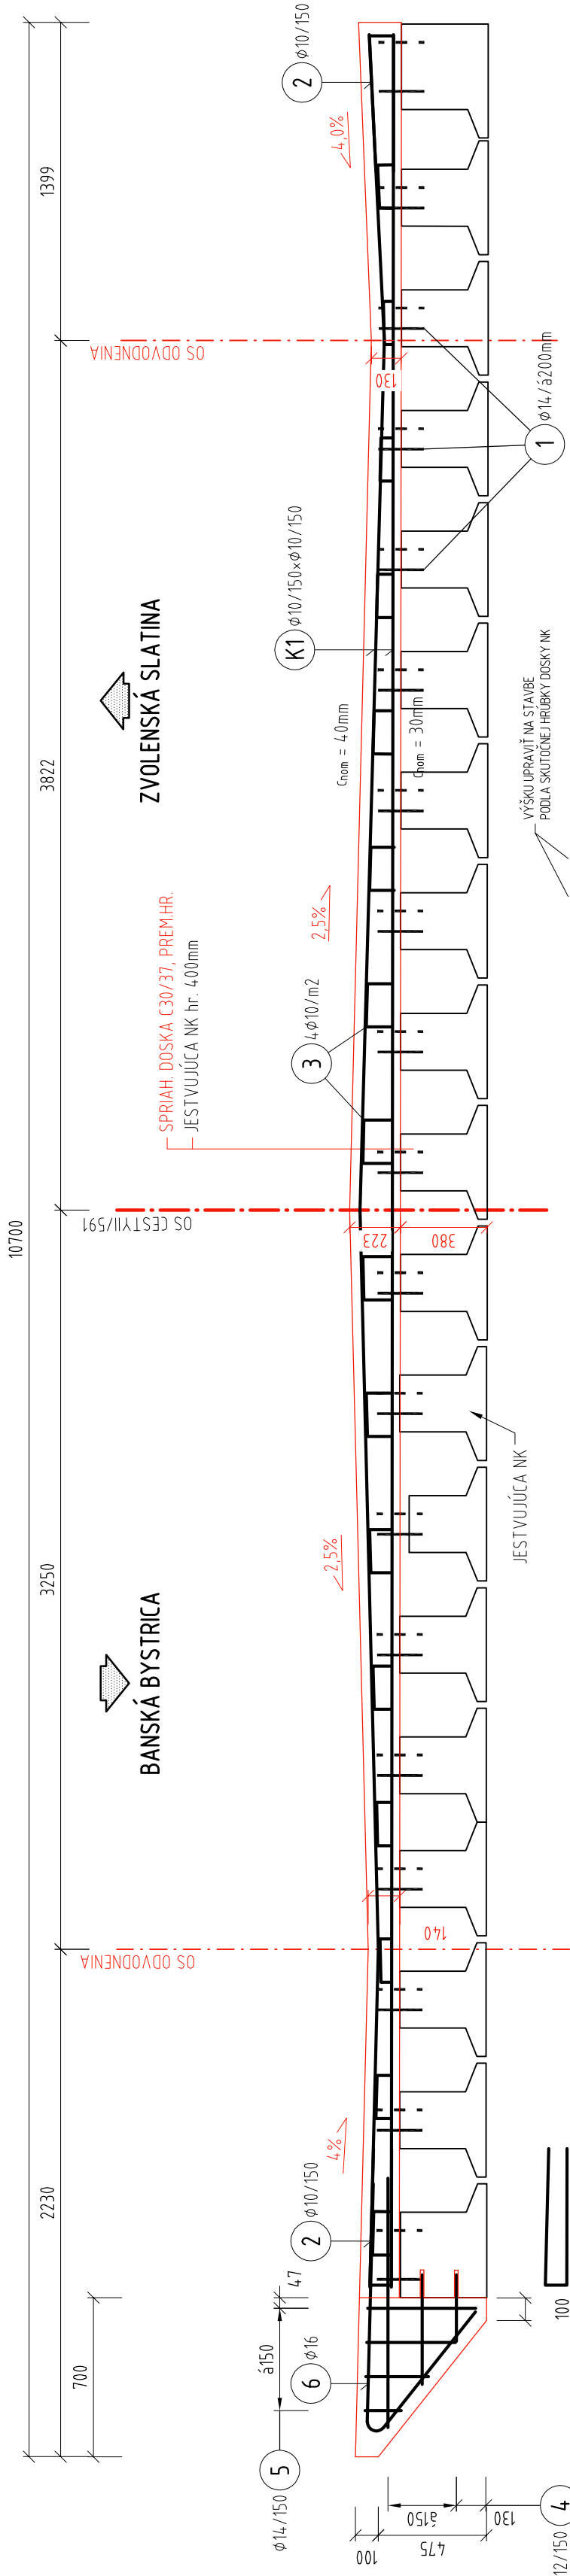 10700
2230
3250
3822
1399
700
OS ODVODNENIA
OS CESTYII/591
OS ODVODNENIA
BANSKÁ BYSTRICA
ZVOLENSKÁ SLATINA
SPRIAH. DOSKA C30/37, PREM.HR.
JESTVUJÚCA NK hr. 400mm
4%
2,5%
2,5%
4,0%
5
ϕ14/150
á150
47
6 ϕ16
2 ϕ10/150
3 4ϕ10/m2
K1 ϕ10/150xϕ10/150
2 ϕ10/150
Cnom = 40mm
Cnom = 30mm
100
475
á150
130
4
12/150
140
223
380
130
JESTVUJÚCA NK
1 ϕ14/á200mm
VÝŠKU UPRAVIŤ NA STAVBE
PODLA SKUTOČNEJ HRÚBKY DOSKY NK
100